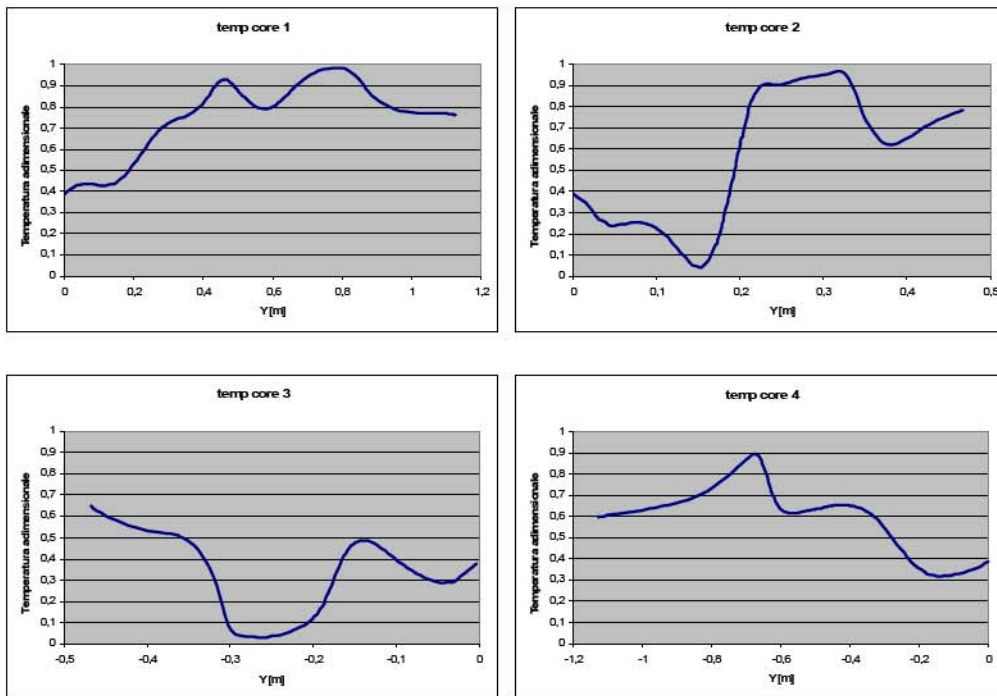 temp core 1
Temperatura adimensionale
1
0,9
0,8
0,7
0,6
0,5
0,4
0,3
0,2
0,1
0
0 0,2 0,4 0,6 0,8 1 1,2
Y [m]
temp core 2
Temperatura adimensionale
1
0,9
0,8
0,7
0,6
0,5
0,4
0,3
0,2
0,1
0
0 0,1 0,2 0,3 0,4 0,5
Y [m]
temp core 3
Temperatura adimensionale
1
0,9
0,8
0,7
0,6
0,5
0,4
0,3
0,2
0,1
0
-0,5 -0,4 -0,3 -0,2 -0,1 0
Y [m]
temp core 4
Temperatura adimensionale
1
0,9
0,8
0,7
0,6
0,5
0,4
0,3
0,2
0,1
0
-1,2 -1 -0,8 -0,6 -0,4 -0,2 0
Y [m]